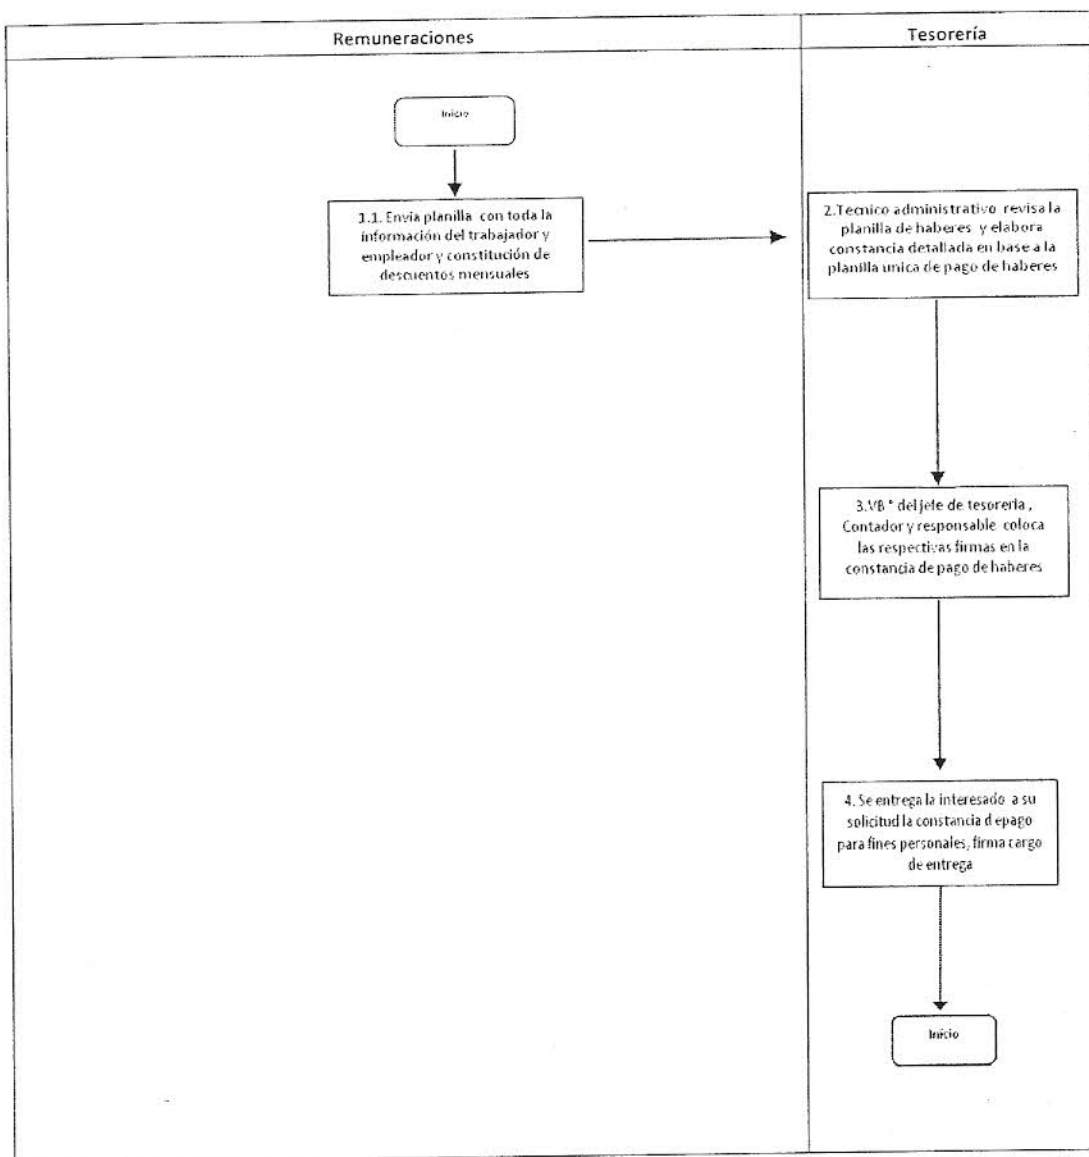 Remuneraciones
Tesorería
Inicio
1.1. Envia planilla con toda la
información del trabajador y
empleador y constitución de
descuentos mensuales
2.Tecnico administrativo revisa la
planilla de haberes y elabora
constancia detallada en base a la
planilla unica de pago de haberes
3.VB ° del jefe de tesoreria ,
Contador y responsable coloca
las respectivas firmas en la
constancia de pago de haberes
4. Se entrega la interesado a su
solicitud la constancia d epago
para fines personales, firma cargo
de entrega
Inicio